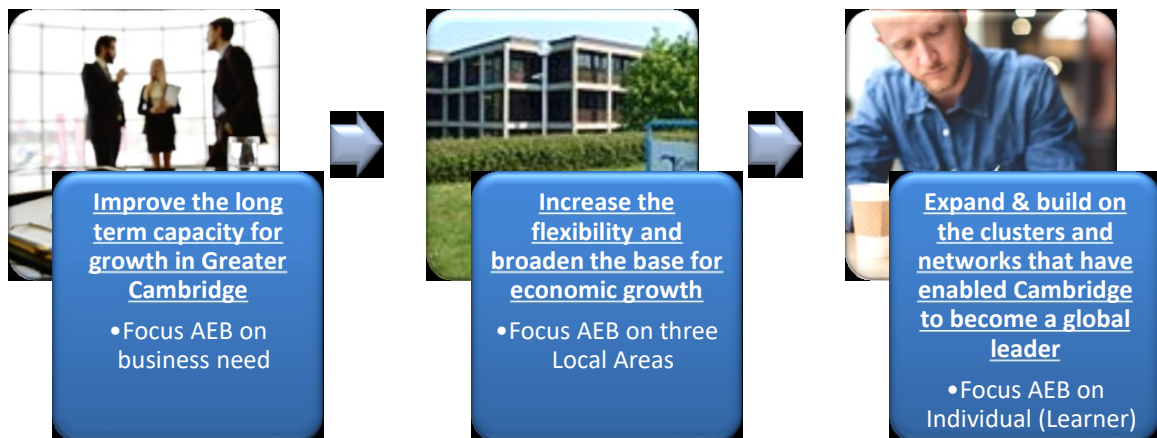 Improve the long
term capacity for
growth in Greater
Cambridge
•Focus AEB on
business need
Increase the
flexibility and
broaden the base for
economic growth
•Focus AEB on three
Local Areas
Expand & build on
the clusters and
networks that have
enabled Cambridge
to become a global
leader
•Focus AEB on
Individual (Learner)